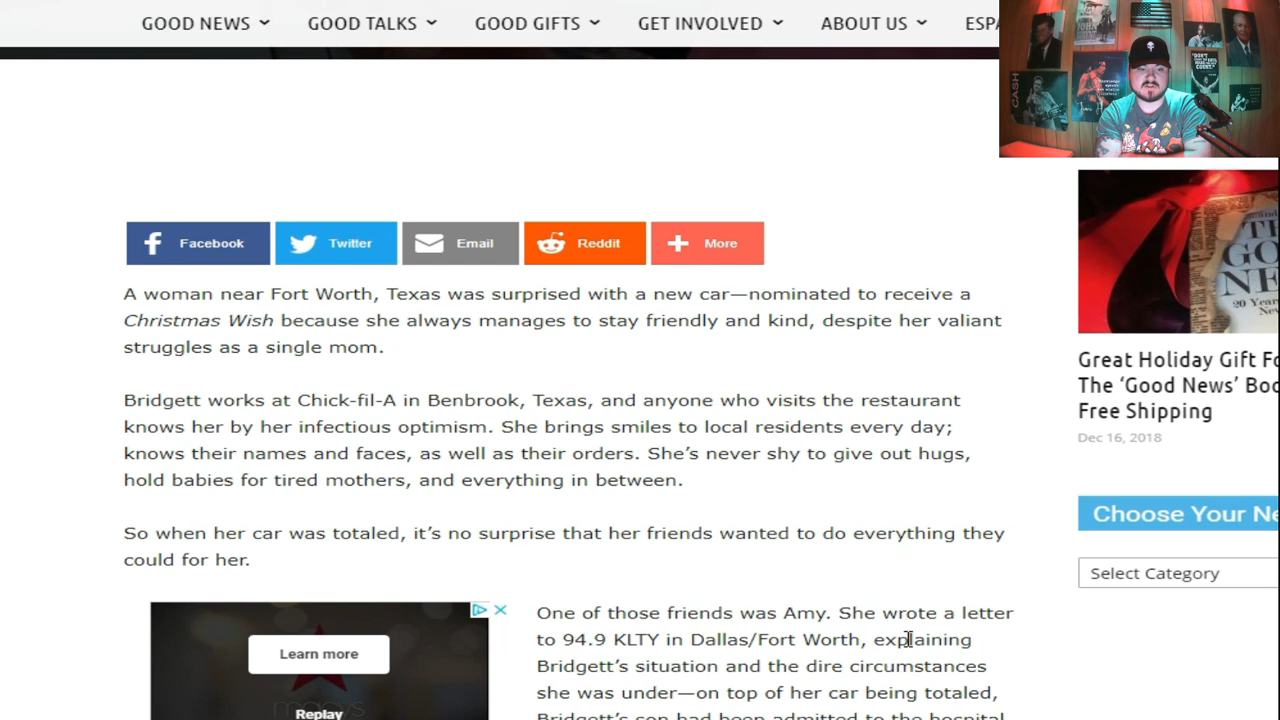 GOOD NEWS
GOOD TALKS
GOOD GIFTS
GET INVOLVED
ABOUT US
CASH
Facebook
Twitter
Email
Reddit
More
A woman near Fort Worth, Texas was surprised with a new car—nominated to receive a
Christmas Wish because she always manages to stay friendly and kind, despite her valiant
struggles as a single mom.
Bridgett works at Chick-fil-A in Benbrook, Texas, and anyone who visits the restaurant
knows her by her infectious optimism. She brings smiles to local residents every day;
knows their names and faces, as well as their orders. She’s never shy to give out hugs,
hold babies for tired mothers, and everything in between.
So when her car was totaled, it’s no surprise that her friends wanted to do everything they
could for her.
Learn more
macys
Replay
One of those friends was Amy. She wrote a letter
to 94.9 KLTY in Dallas/Fort Worth, explaining
Bridgett’s situation and the dire circumstances
she was under—on top of her car being totaled,
Bridgett’s son had been admitted to the hospital
20 Years
Great Holiday Gift
The ‘Good News’
Free Shipping
Dec 16, 2018
Choose Your
Select Category